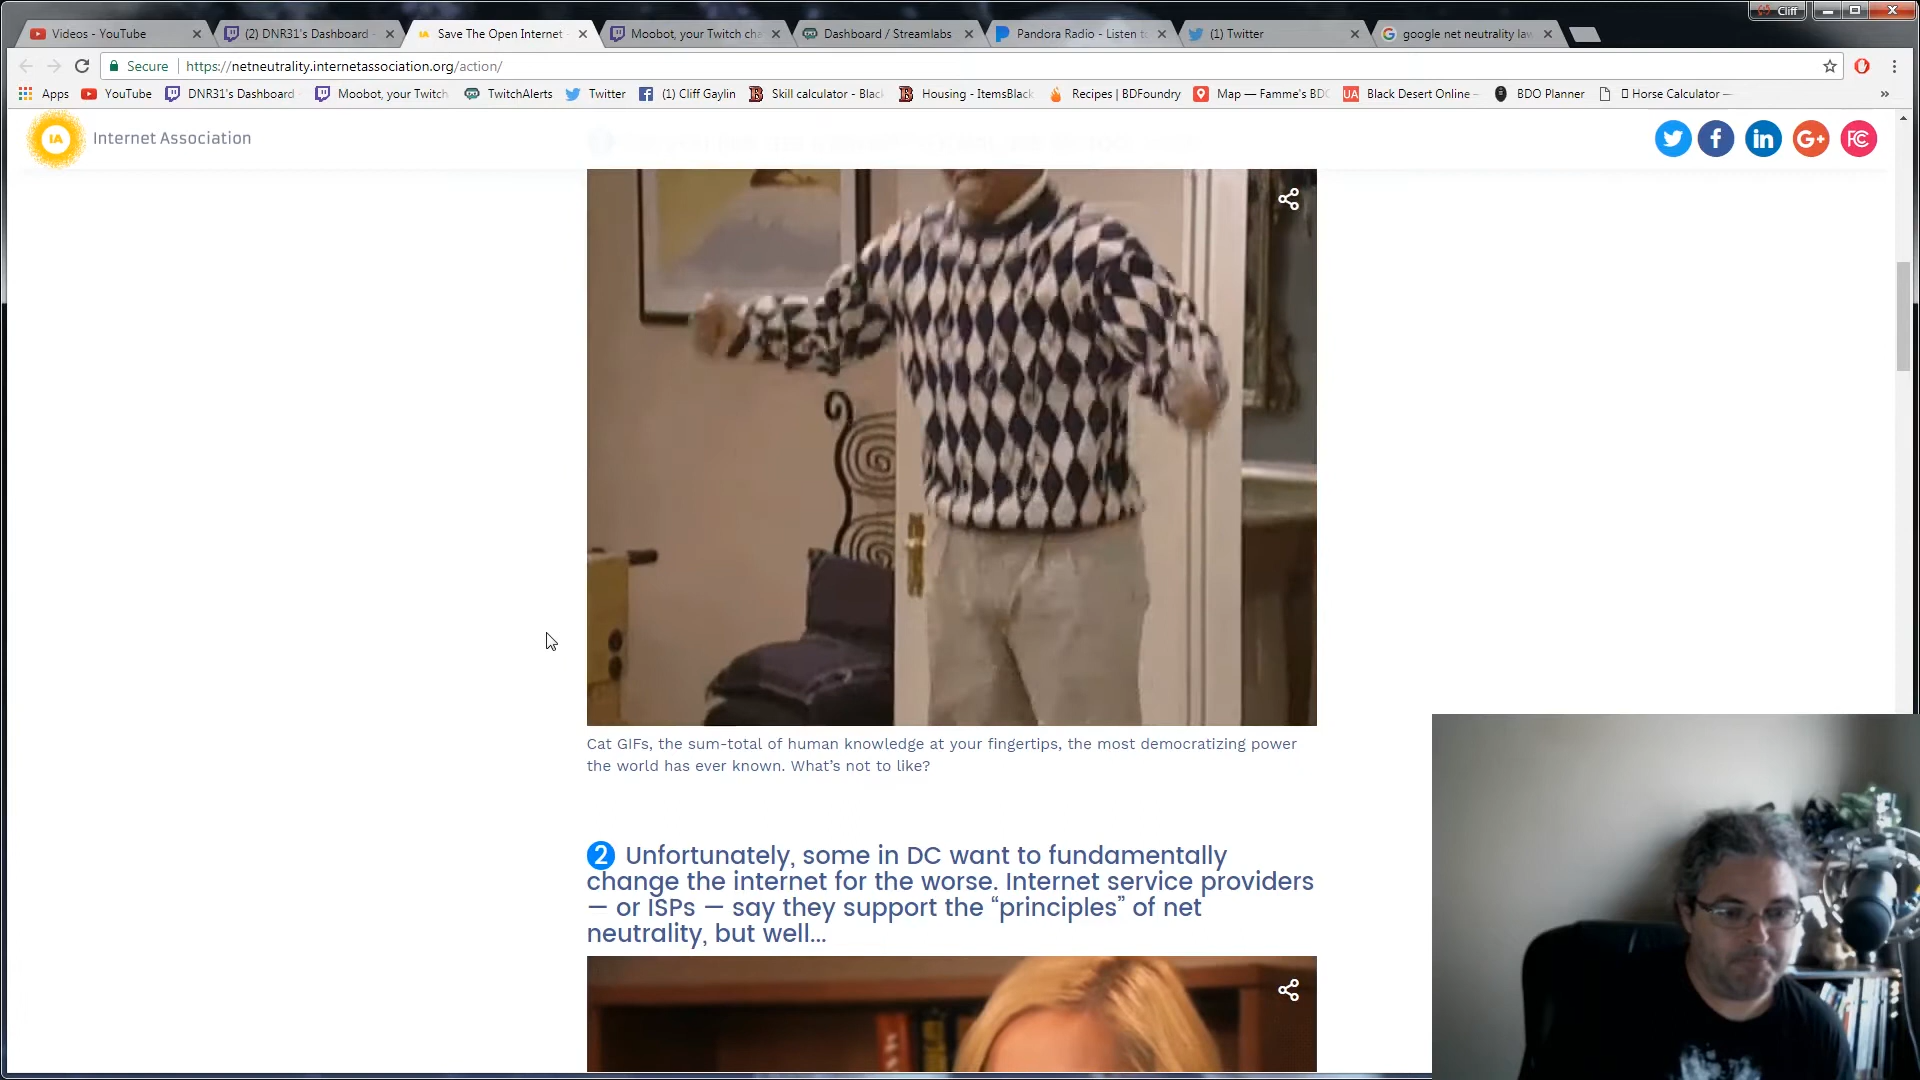 Cliff
Videos - YouTube
(2) DNR31's Dashboard -
Save The Open Internet -
Moobot, your Twitch cha
Dashboard / Streamlabs
Pandora Radio - Listen to
(1) Twitter
google net neutrality law
Secure
https://netneutrality.internetassociation.org/action/
Apps
YouTube
DNR31's Dashboard
Moobot, your Twitch
TwitchAlerts
Twitter
(1) Cliff Gaylin
Skill calculator - Blac
Housing - ItemsBlack
Recipes | BDFoundry
Map — Famme's BD
UA
Black Desert Online -
BDO Planner
Horse Calculator —
IA
Internet Association
Cat GIFs, the sum-total of human knowledge at your fingertips, the most democratizing power
the world has ever known. What's not to like?
2 Unfortunately, some in DC want to fundamentally
change the internet for the worse. Internet service providers
— or ISPs — say they support the “principles” of net
neutrality, but well...